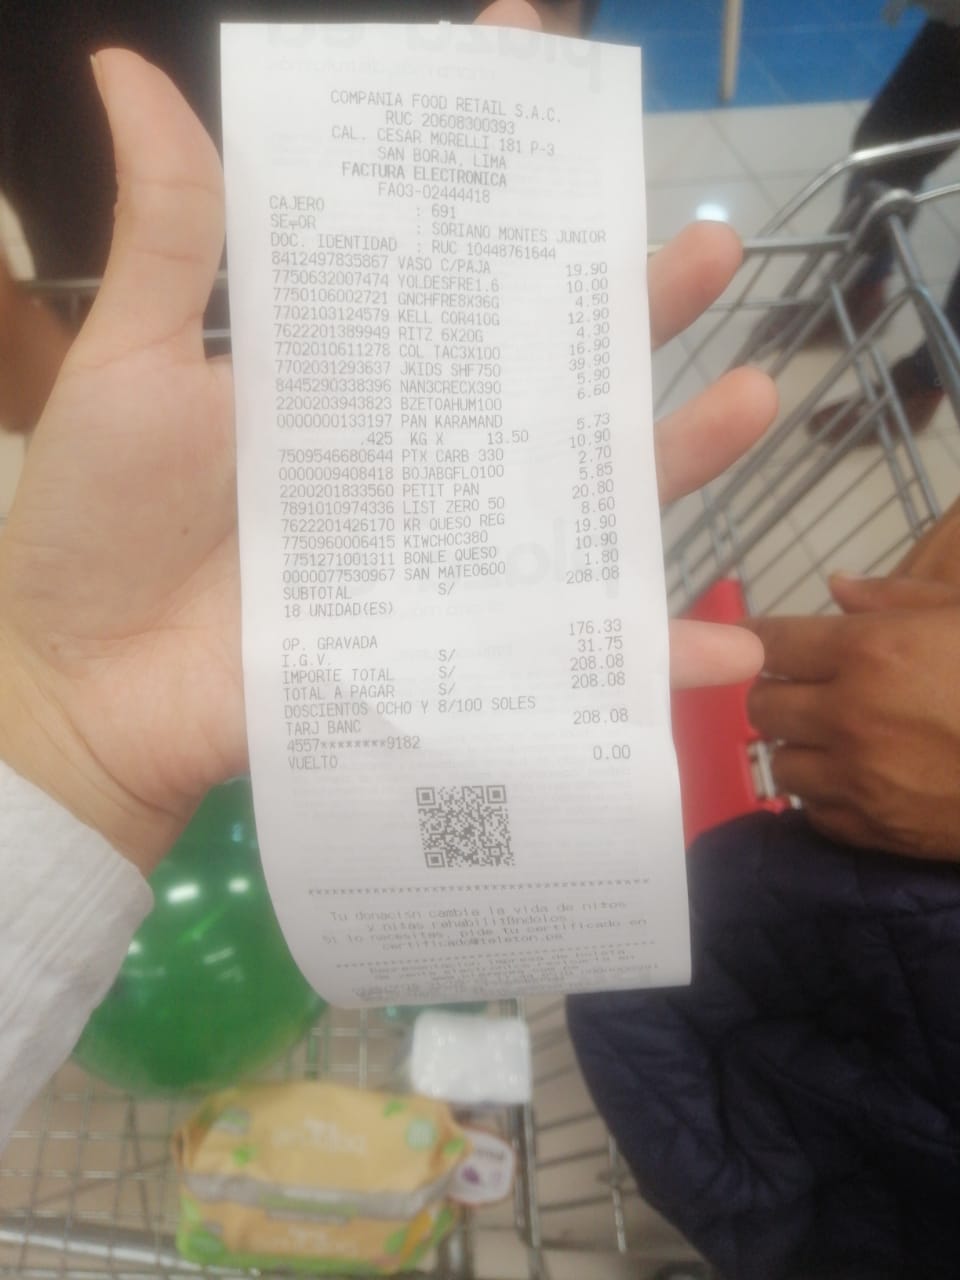 COMPANIA FOOD RETAIL S.A.C.
RUC 20608300393
CAL. CESAR MORELLI 181 P-3
SAN BORJA, LIMA
FACTURA ELECTRONICA
FA03-02444418
CAJERO : 691
SE╤OR : SORIANO MONTES JUNIOR
DOC. IDENTIDAD : RUC 10448761644
8412497835867 VASO C/PAJA 19.90
7750632007474 YOLDESFRE1.6 10.00
7750106002721 GNCHFRE8X36G 4.50
7702103124579 KELL COR410G 12.90
7622201389949 RITZ 6X20G 4.30
7702010611278 COL TAC3X100 16.90
7702031293637 JKIDS SHF750 39.90
8445290338396 NAN3CRECX390 5.90
2200203943823 BZETOAHUM100 6.60
0000000133197 PAN KARAMAND
.425 KG X 13.50 5.73
7509546680644 PTX CARB 330 10.90
0000009408418 BOJABGFLO100 2.70
2200201833560 PETIT PAN 5.85
7891010974336 LIST ZERO 50 20.80
7622201426170 KR QUESO REG 8.60
7750960006415 KIWCHOC380 19.90
7751271001311 BONLE QUESO 10.90
0000077530967 SAN MATEO600 1.80
SUBTOTAL S/ 208.08
18 UNIDAD(ES)
OP. GRAVADA 176.33
I.G.V. S/ 31.75
IMPORTE TOTAL S/ 208.08
TOTAL A PAGAR S/ 208.08
DOSCIENTOS OCHO Y 8/100 SOLES
TARJ BANC 208.08
4557********9182
VUELTO 0.00
Tu donación cambia la vida de
y
Si lo necesitas, pide tu certificado en
certificado@teleton.pe